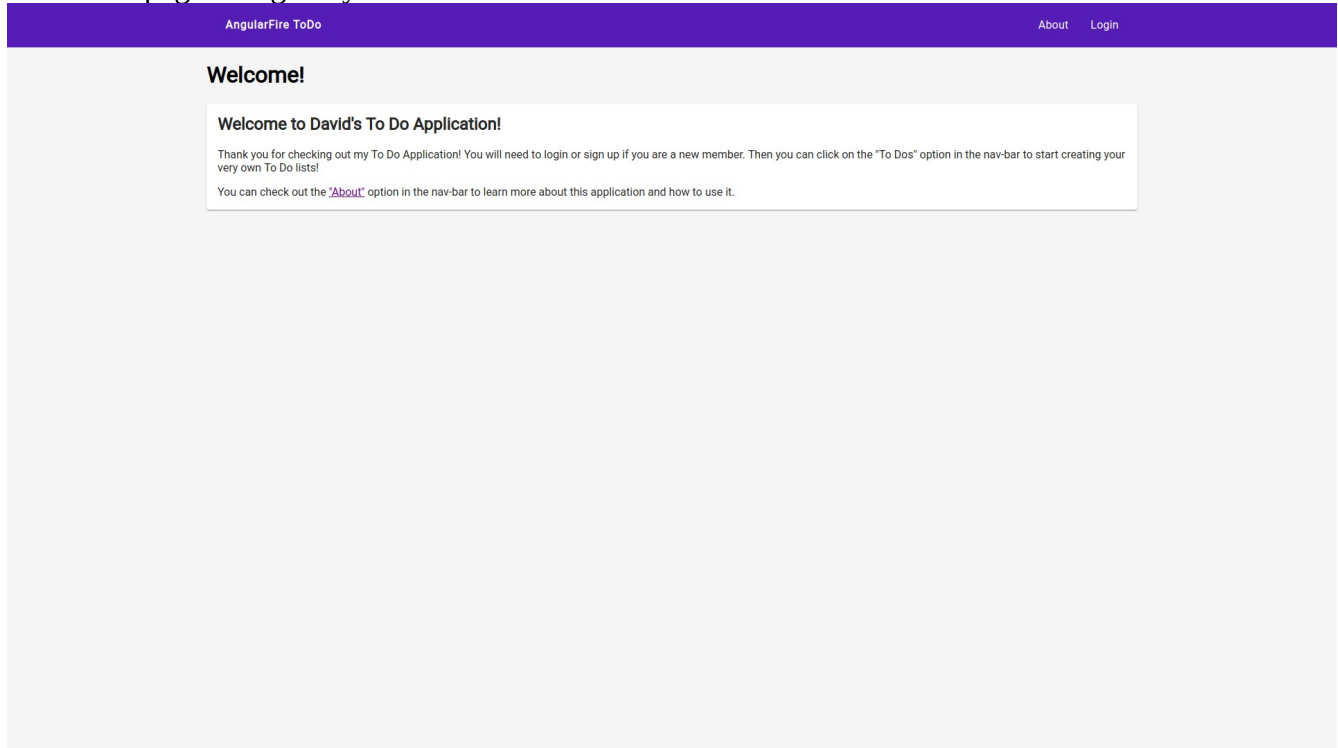 AngularFire ToDo
About Login
Welcome!
Welcome to David's To Do Application!
Thank you for checking out my To Do Application! You will need to login or sign up if you are a new member. Then you can click on the "To Dos" option in the nav-bar to start creating your
very own To Do lists!
You can check out the "About" option in the nav-bar to learn more about this application and how to use it.